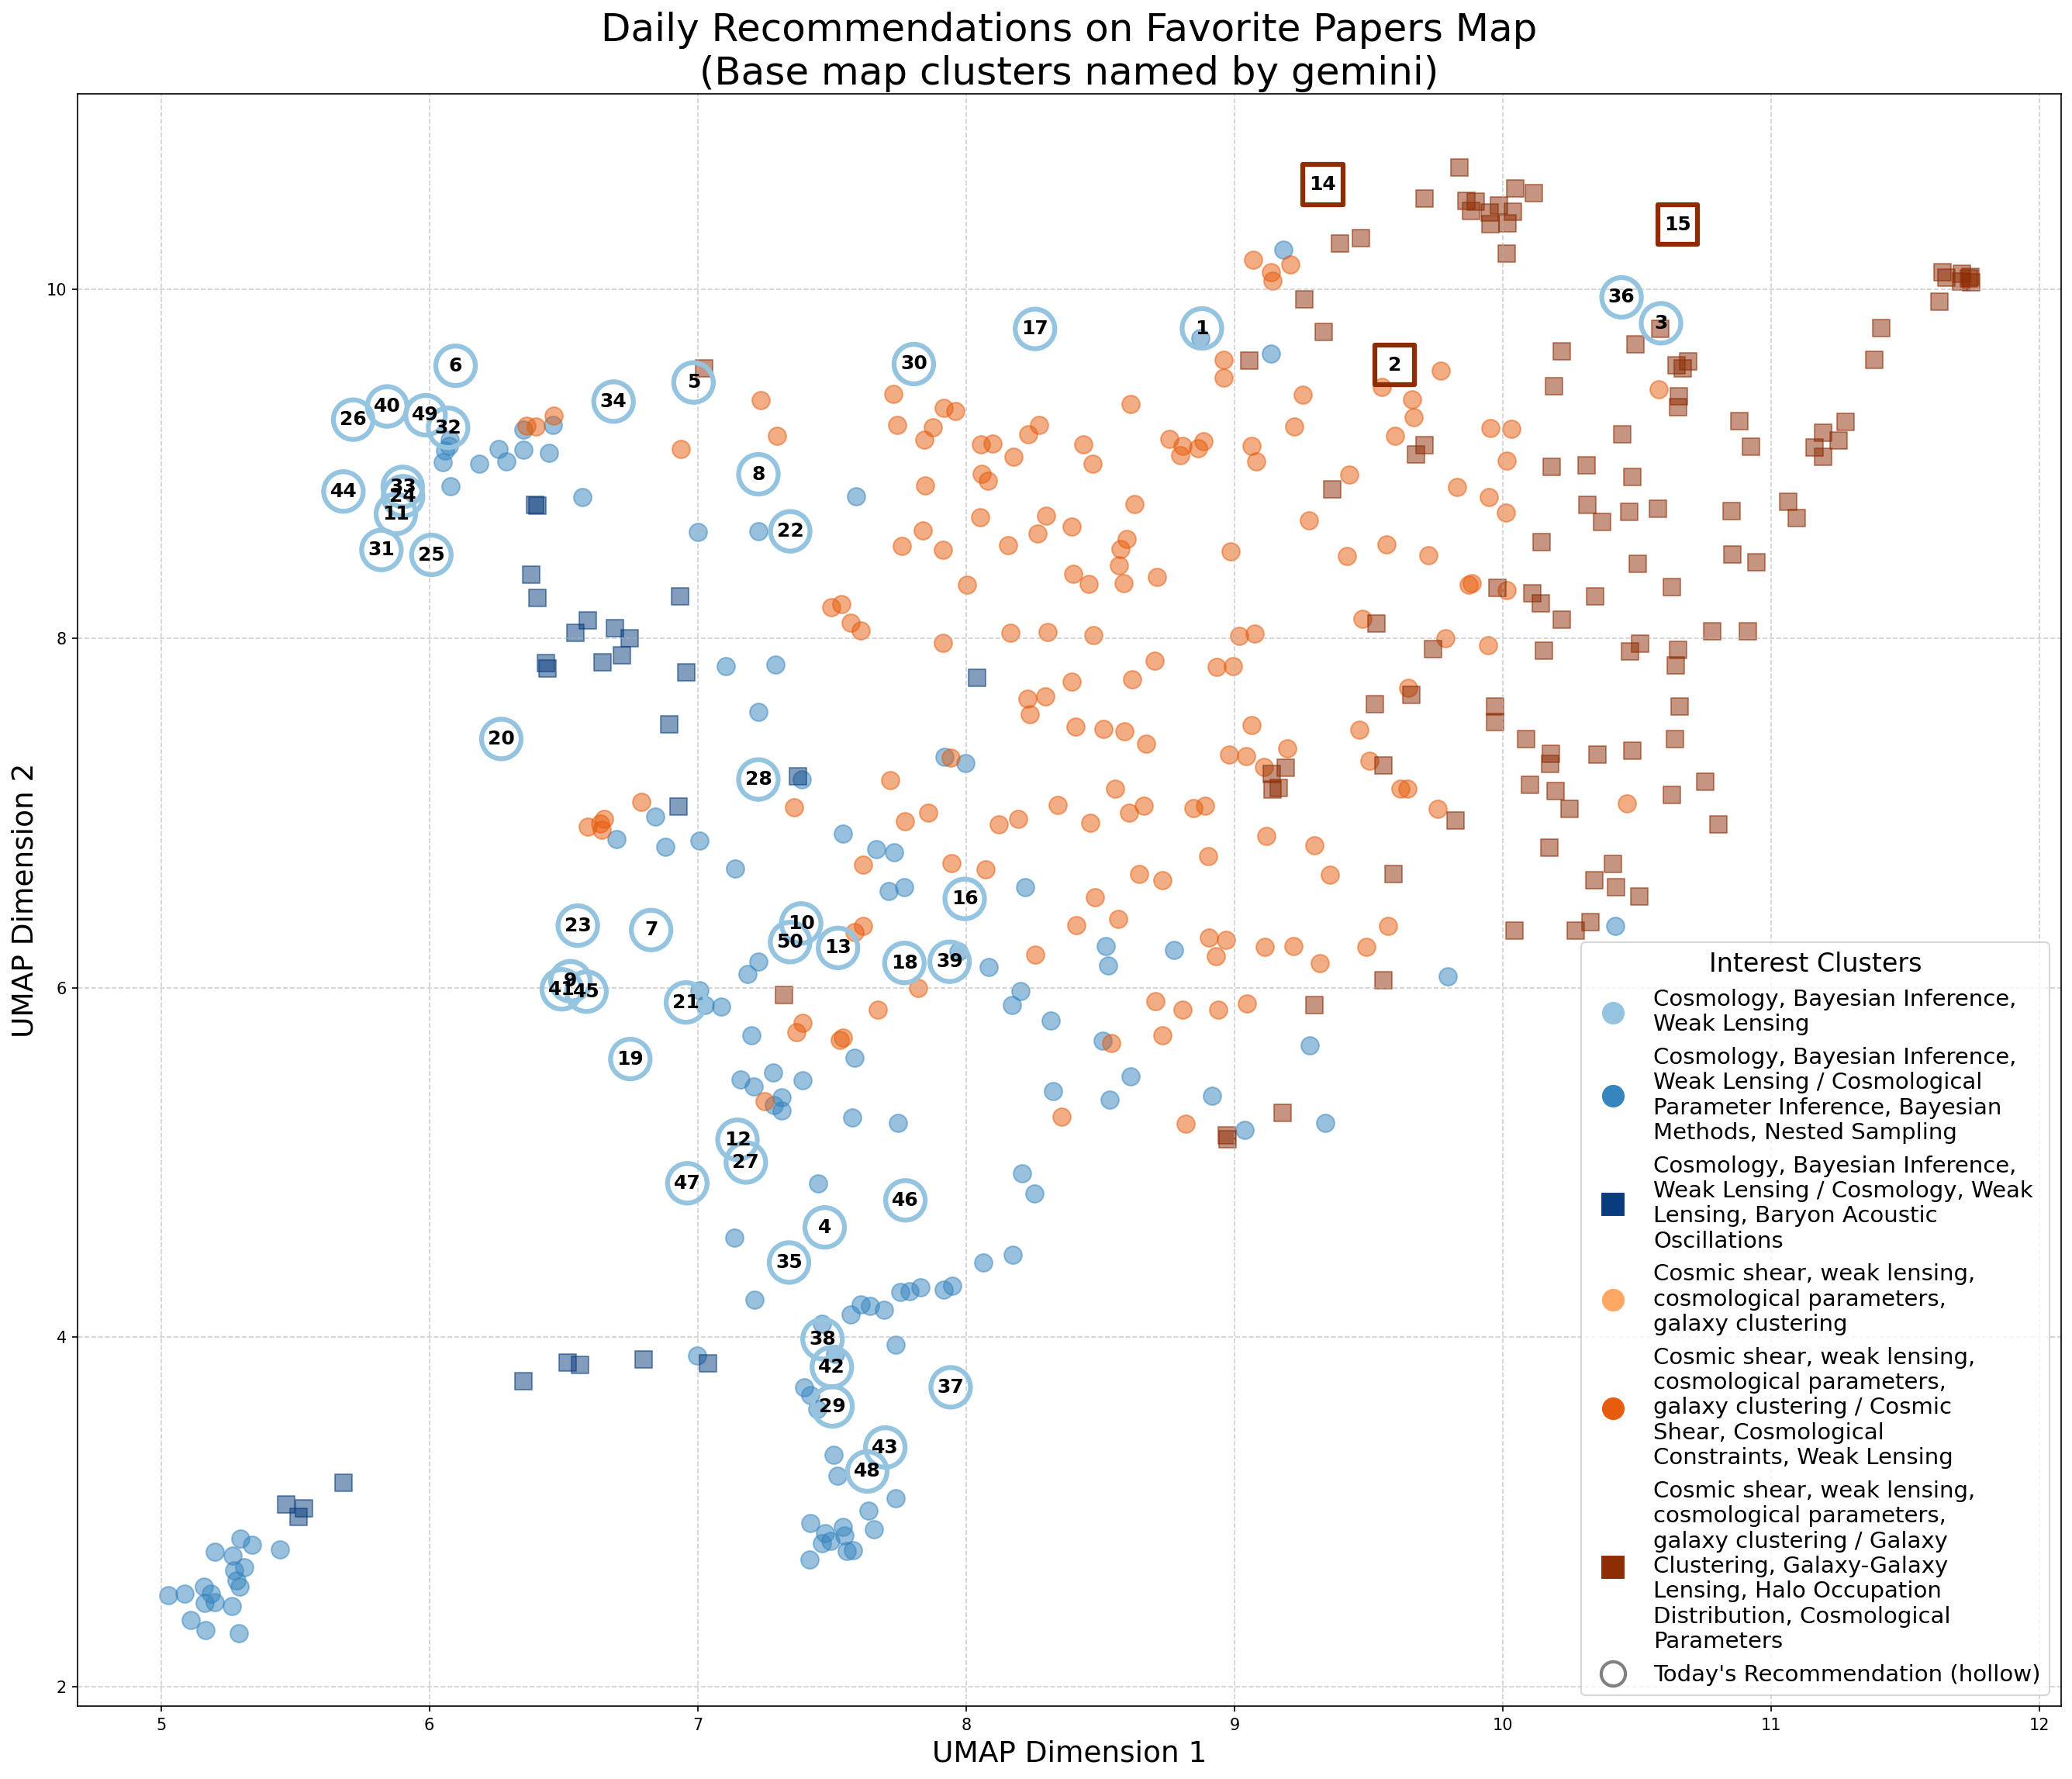 Daily Recommendations on Favorite Papers Map
(Base map clusters named by gemini)
14
15
36
3
17
1
30
2
6
5
34
40
26
49
32
8
44
33
24
11
22
31
25
20
28
16
10
23
7
50
13
18
39
9
41
45
21
19
12
27
47
46
4
35
38
42
37
29
43
48
UMAP Dimension 2
10
8
6
4
2
5
6
7
8
9
10
11
12
UMAP Dimension 1
Interest Clusters
Cosmology, Bayesian Inference,
Weak Lensing
Cosmology, Bayesian Inference,
Weak Lensing / Cosmological
Parameter Inference, Bayesian
Methods, Nested Sampling
Cosmology, Bayesian Inference,
Weak Lensing / Cosmology, Weak
Lensing, Baryon Acoustic
Oscillations
Cosmic shear, weak lensing,
cosmological parameters,
galaxy clustering
Cosmic shear, weak lensing,
cosmological parameters,
galaxy clustering / Cosmic
Shear, Cosmological
Constraints, Weak Lensing
Cosmic shear, weak lensing,
cosmological parameters,
galaxy clustering / Galaxy
Clustering, Galaxy-Galaxy
Lensing, Halo Occupation
Distribution, Cosmological
Parameters
Today's Recommendation (hollow)